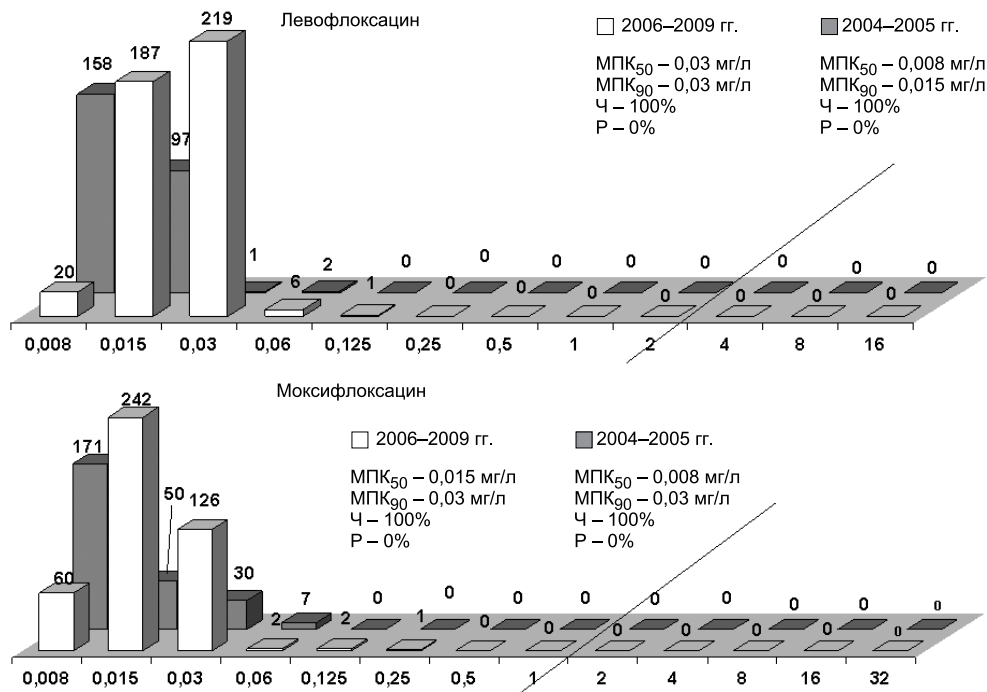 Левофлоксацин
2006–2009 гг.
2004–2005 гг.
МПК50 – 0,03 мг/л
МПК90 – 0,03 мг/л
Ч – 100%
Р – 0%
МПК50 – 0,008 мг/л
МПК90 – 0,015 мг/л
Ч – 100%
Р – 0%
158 97 1 2 0 0 0 0 0 0 0 0
20 187 219 6 1 0 0 0 0 0 0 0
0,008 0,015 0,03 0,06 0,125 0,25 0,5 1 2 4 8 16
Моксифлоксацин
2006–2009 гг.
2004–2005 гг.
МПК50 – 0,015 мг/л
МПК90 – 0,03 мг/л
Ч – 100%
Р – 0%
МПК50 – 0,008 мг/л
МПК90 – 0,03 мг/л
Ч – 100%
Р – 0%
171 50 30 7 0 0 0 0 0 0 0 0 0
60 242 126 2 2 1 0 0 0 0 0 0 0
0,008 0,015 0,03 0,06 0,125 0,25 0,5 1 2 4 8 16 32